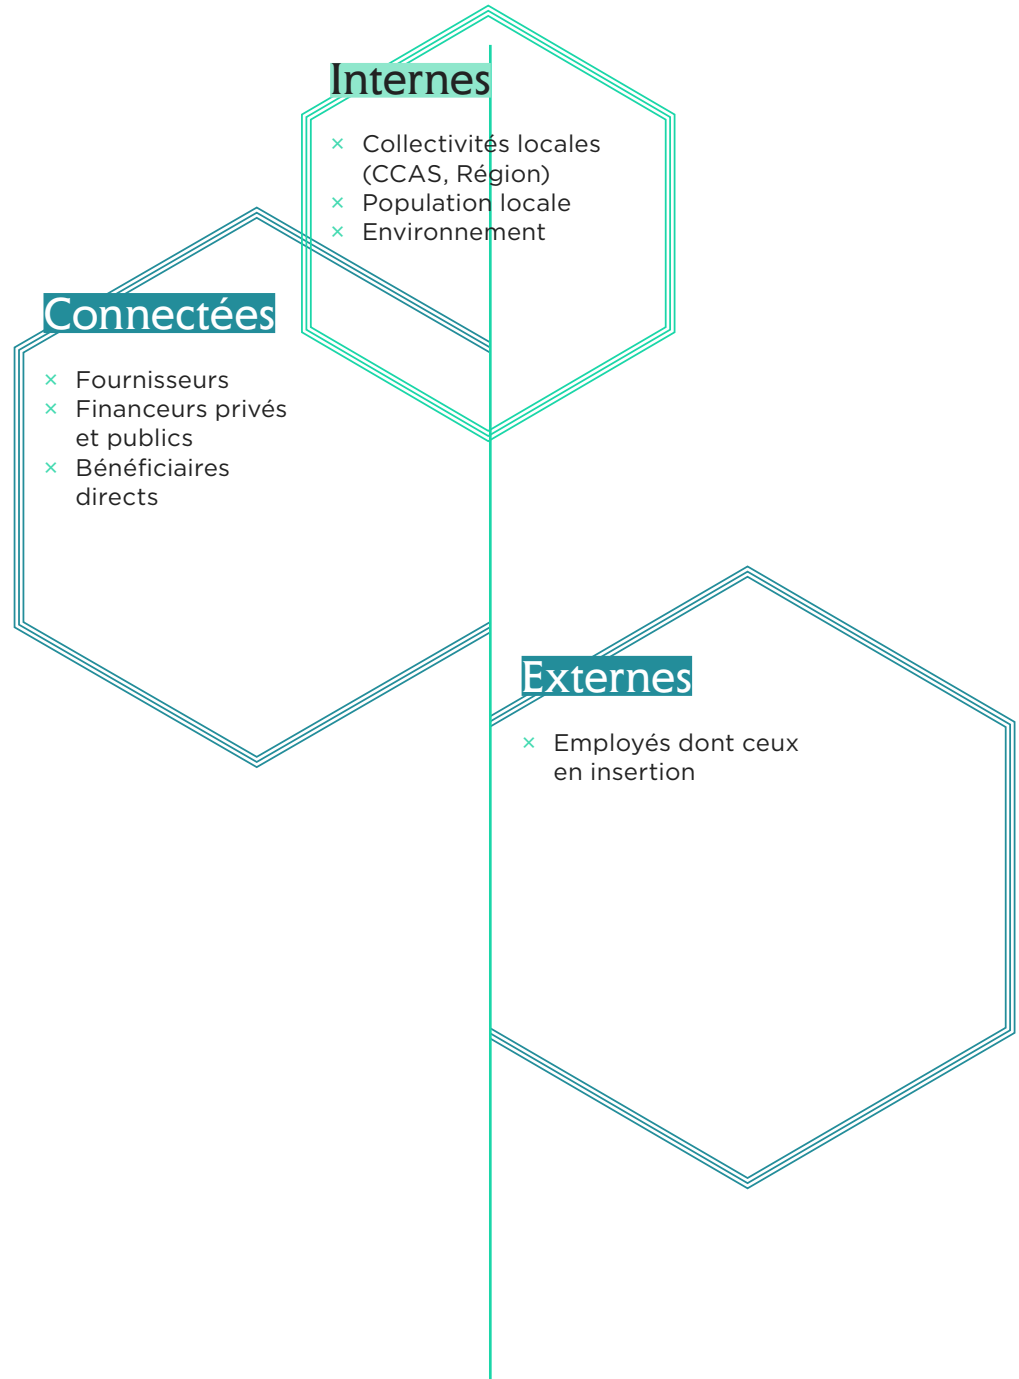 Internes
× Collectivités locales
(CCAS, Région)
× Population locale
× Environnement
Connectées
× Fournisseurs
× Financeurs privés
et publics
× Bénéficiaires
directs
Externes
× Employés dont ceux
en insertion